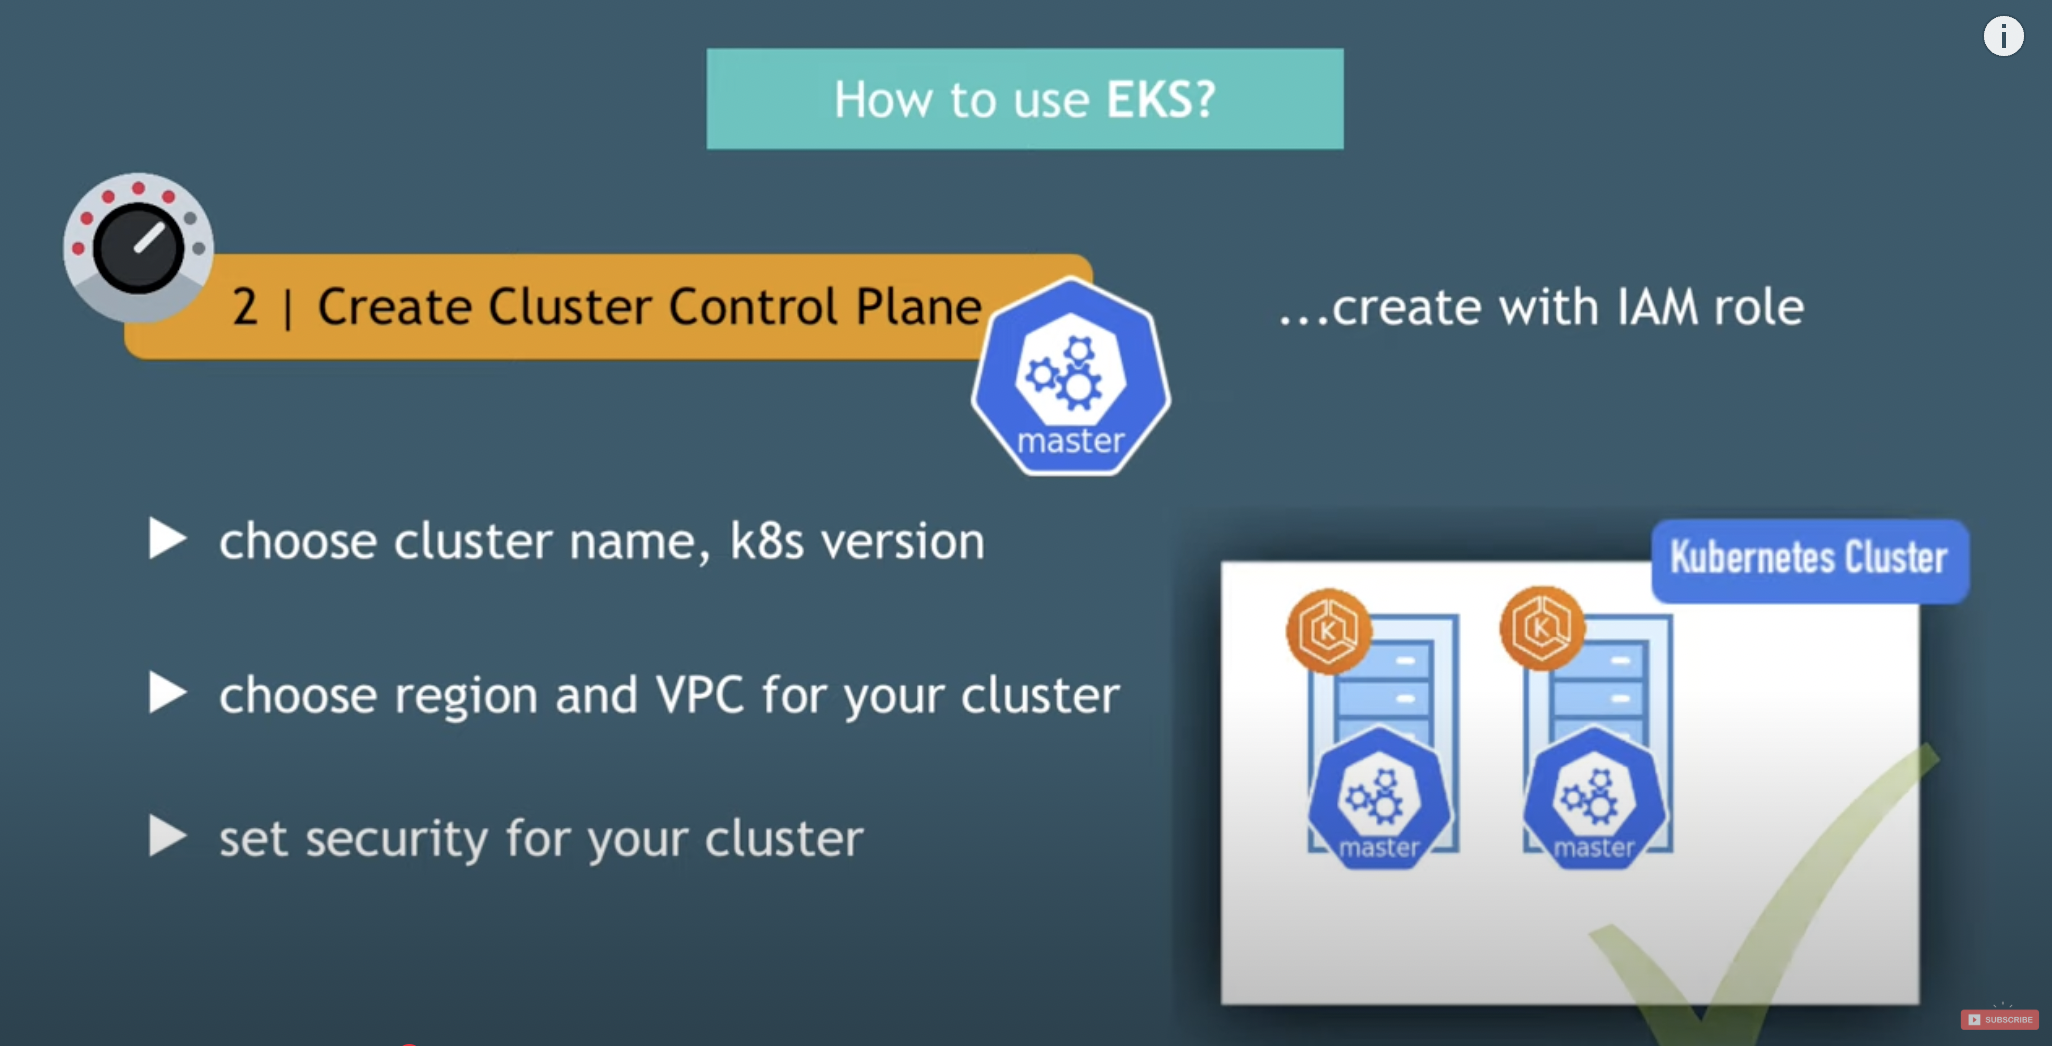 How to use EKS?
2 | Create Cluster Control Plane
...create with IAM role
master
choose cluster name, k8s version
choose region and VPC for your cluster
set security for your cluster
Kubernetes Cluster
K
K
master
master
i
SUBSCRIBE